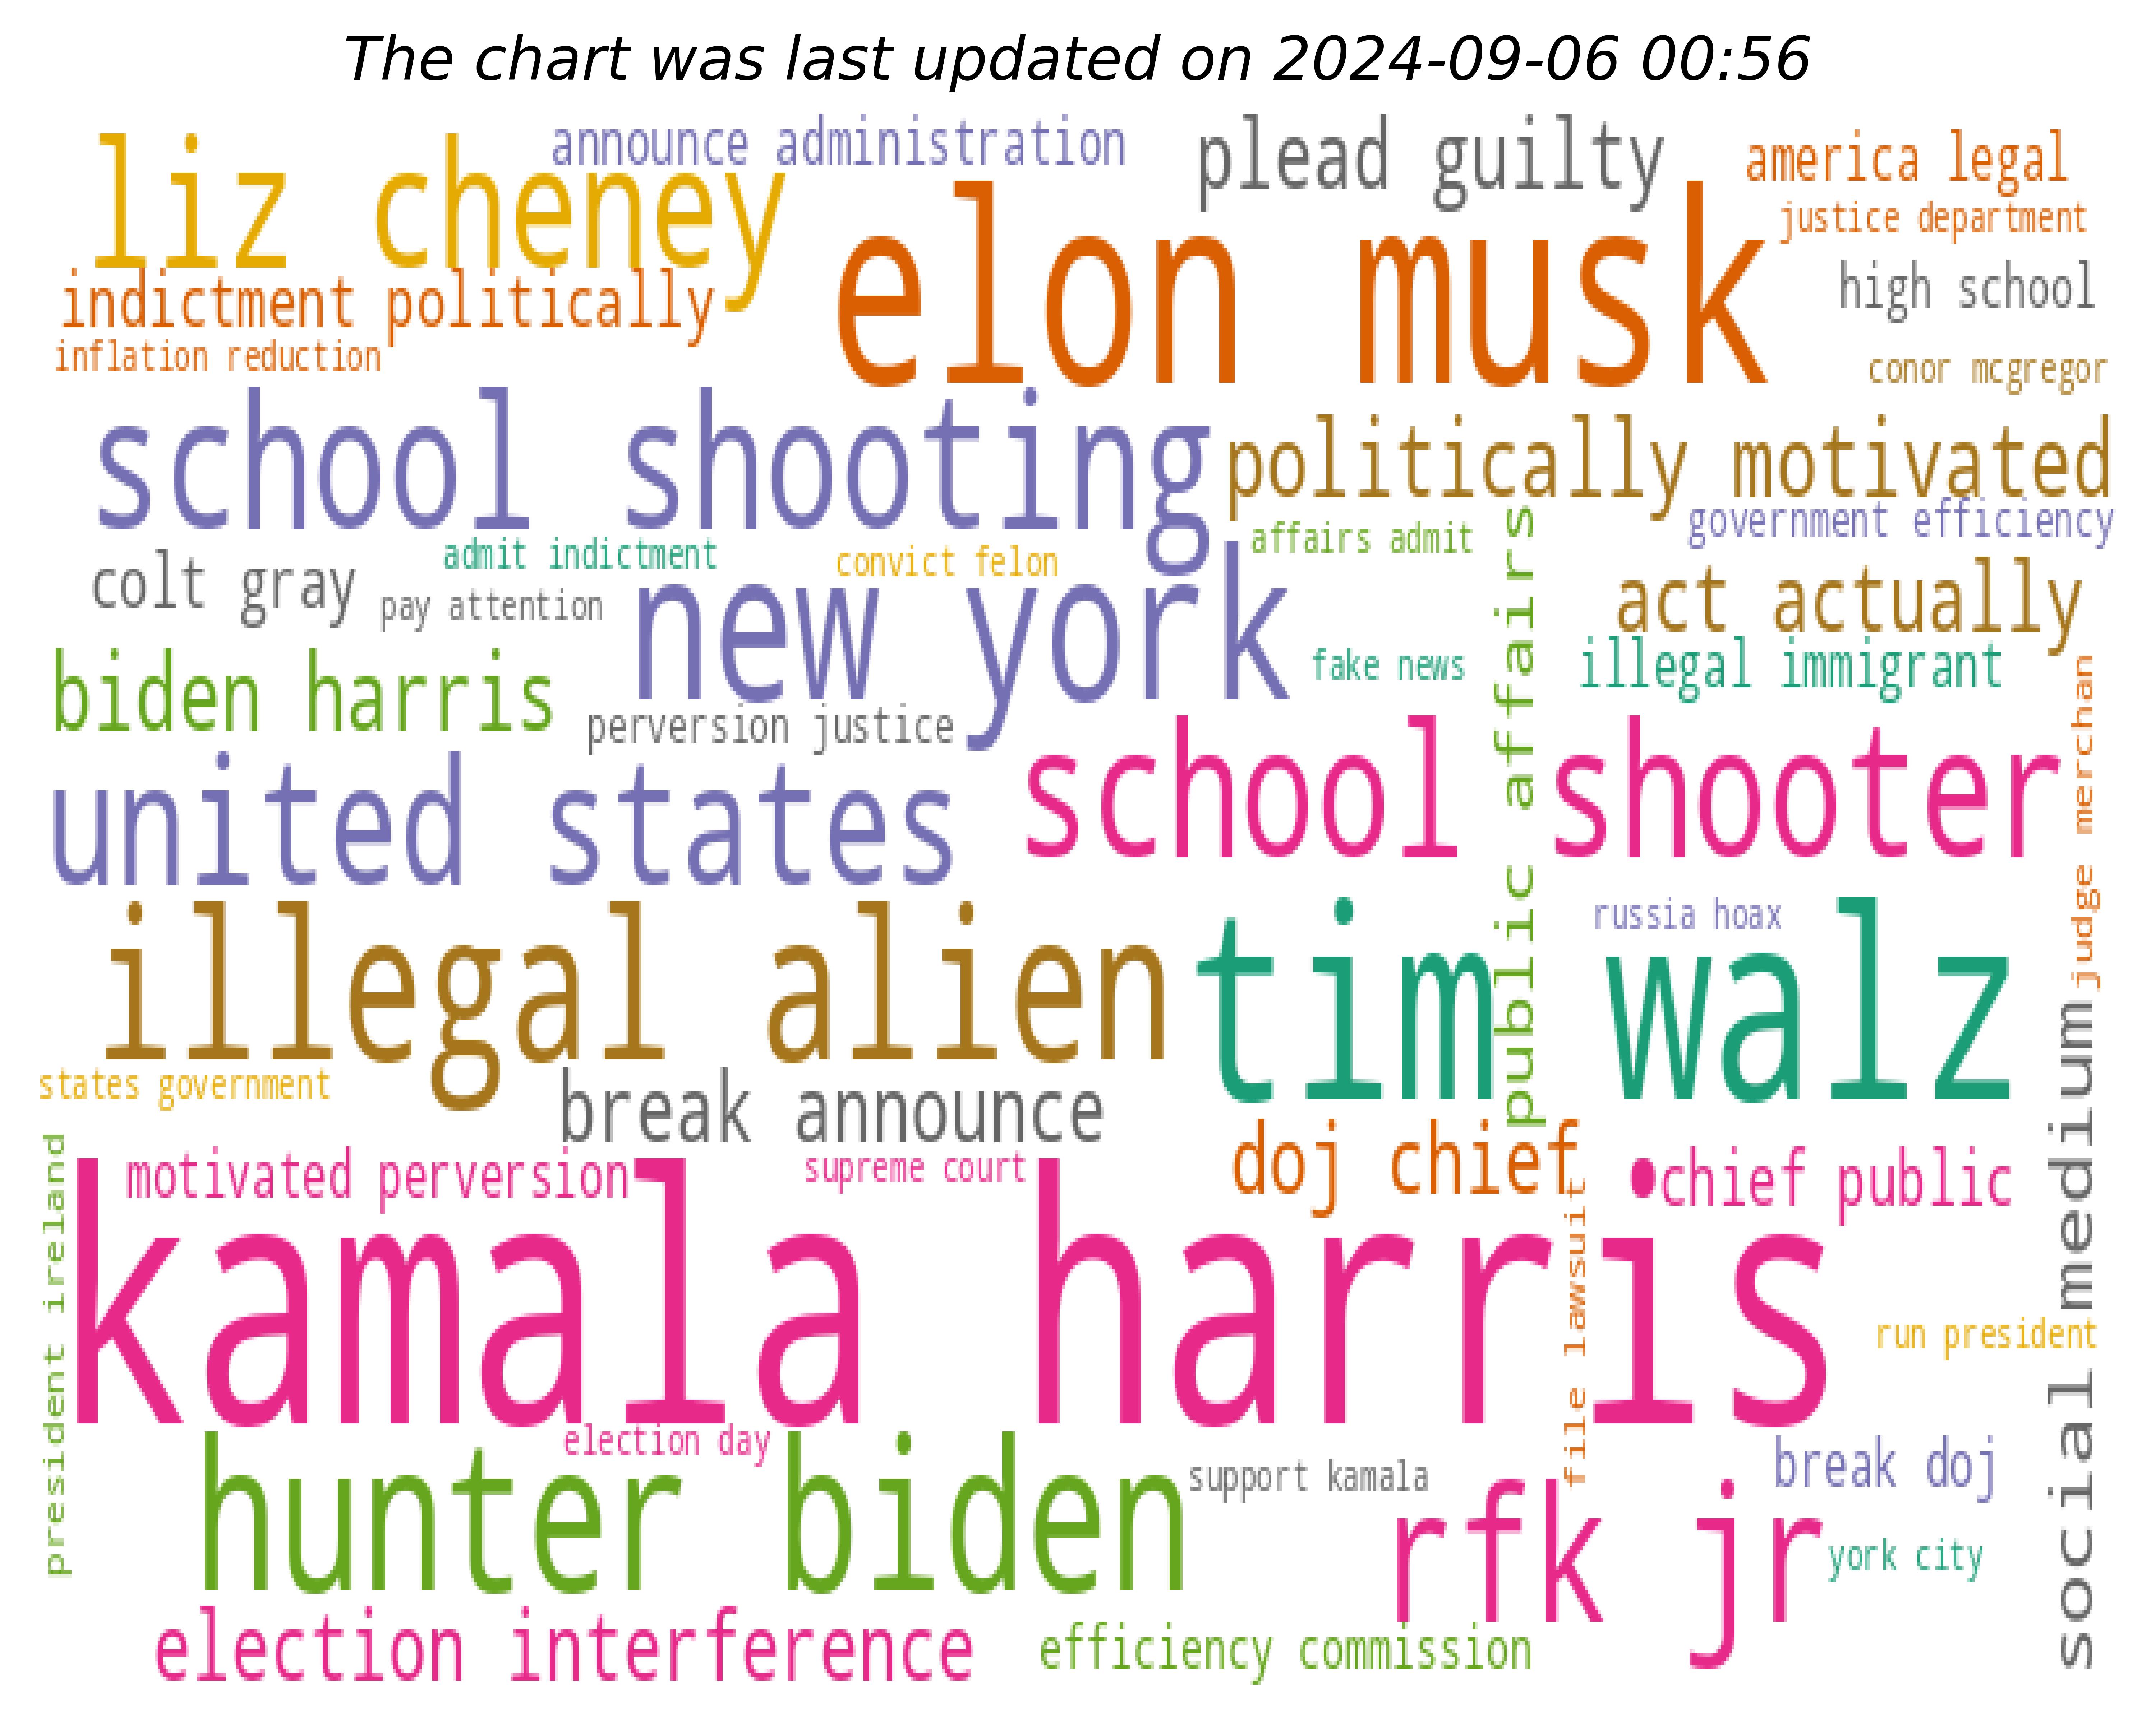 The chart was last updated on 2024-09-06 00:56
liz cheney
announce administration
plead guilty
america legal
elon musk
justice department
indictment politically
high school
inflation reduction
conor mcgregor
school shooting
politically motivated
government efficiency
affairs admit
admit indictment
convict felon
colt gray
pay attention
new york
act actually
public affairs
biden harris
fake news
illegal immigrant
perversion justice
judge merchan
united states
school shooter
illegal alien
tim walz
russia hoax
states government
break announce
social medium
president ireland
motivated perversion
supreme court
doj chief
chief public
kamala harris
file lawsuit
run president
election day
hunter biden
support kamala
break doj
rfk jr
york city
election interference
efficiency commission